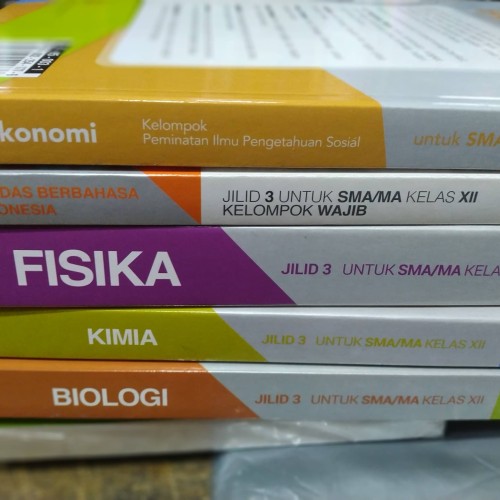 konomi
Kelompok
Peminatan Ilmu Pengetahuan Sosial
untuk SMA
DAS BERBAHASA
ONESIA
JILID 3 UNTUK SMA/MA KELAS XII
KELOMPOK WAJIB
FISIKA
JILID 3 UNTUK SMA/MA KELA
KIMIA
JILID 3 UNTUK SMA/MA KELAS XII
BIOLOGI
JILID 3 UNTUK SMA/MA KELAS XII